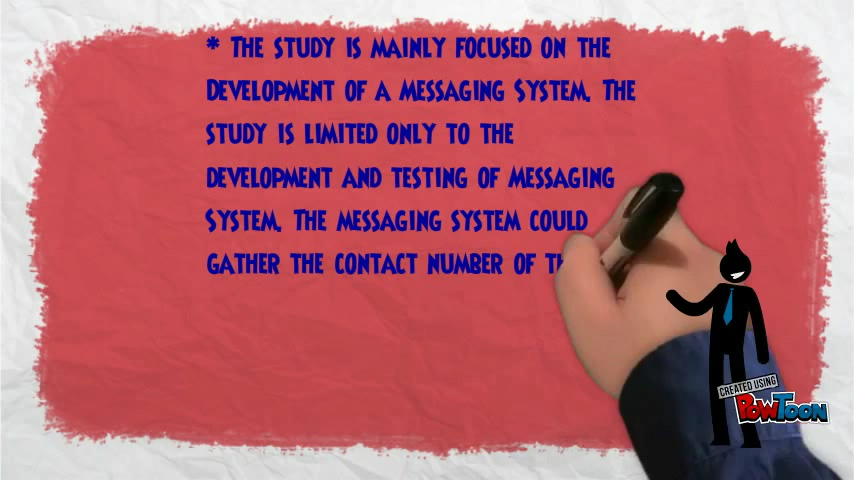 * The study is mainly focused on the
Development of a Messaging System. The
study is limited only to the
development and testing of Messaging
System. The messaging system could
gather the contact number of th
CREATED USING
PowToon